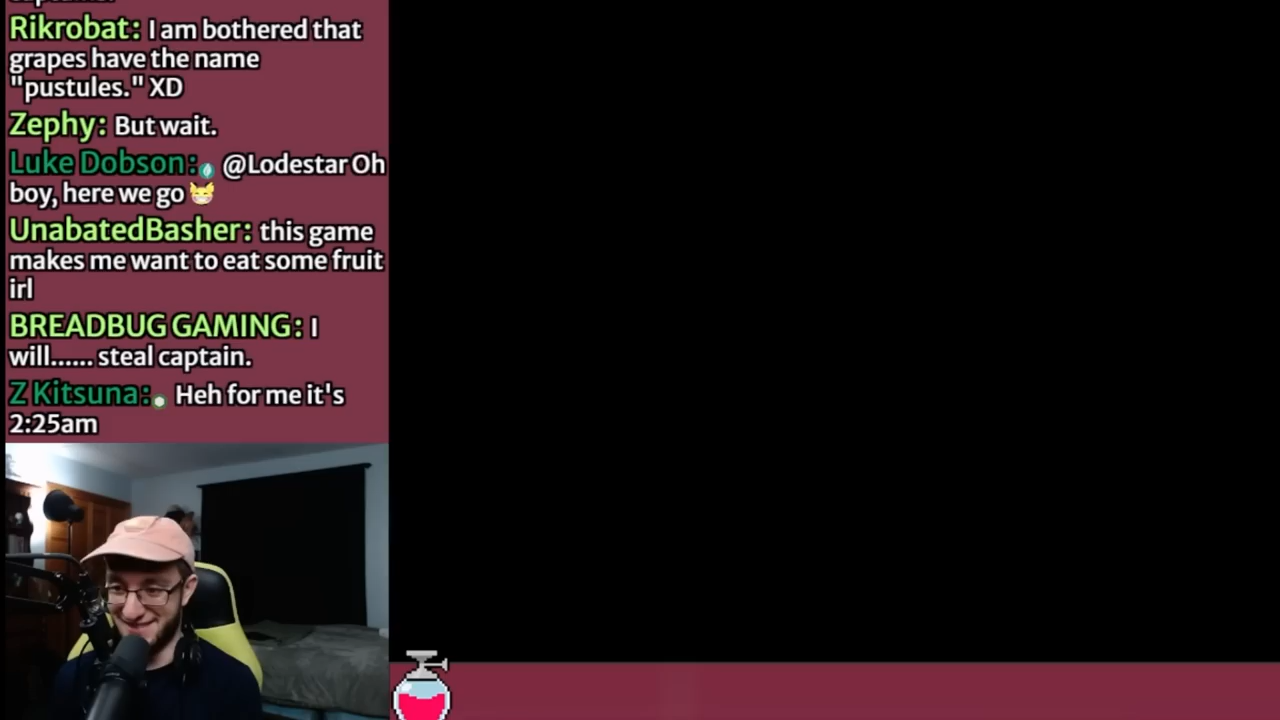 Rikrobat: I am bothered that
grapes have the name
"pustules." XD
Zephy: But wait.
Luke Dobson: @Lodestar Oh
boy, here we go
UnabatedBasher: this game
makes me want to eat some fruit
irl
BREADBUG GAMING: I
will...... steal captain.
Z Kitsuna: Heh for me it's
2:25am